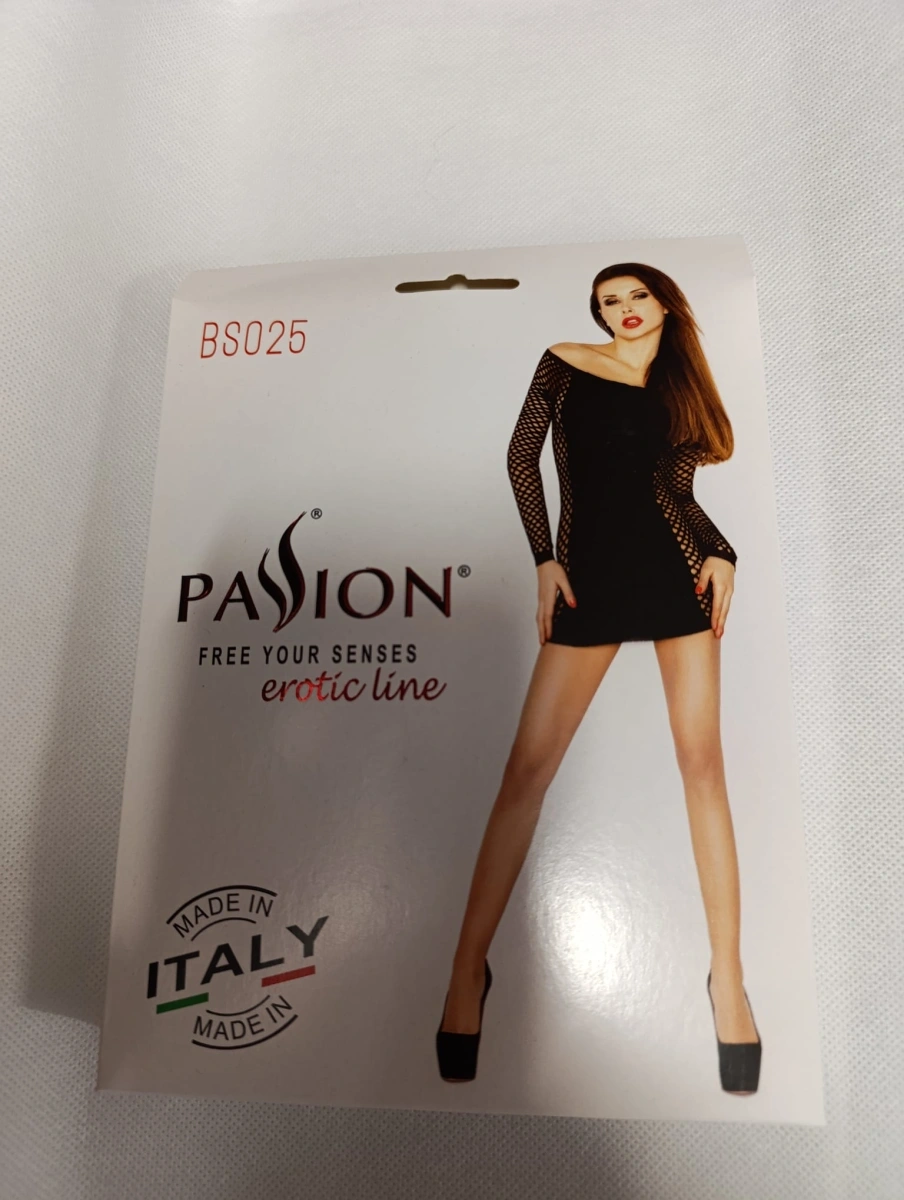 BS025
PASSION®
FREE YOUR SENSES
erotic line
MADE IN
ITALY
MADE IN